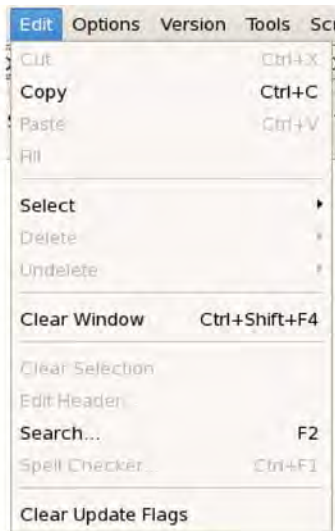 Edit Options Version Tools Scr
Cut Ctrl+X
Copy Ctrl+C
Paste Ctrl+V
Fill
Select
Delete
Undelete
Clear Window Ctrl+Shift+F4
Clear Selection
Edit Header
Search... F2
Spell Checker... Ctrl+F1
Clear Update Flags